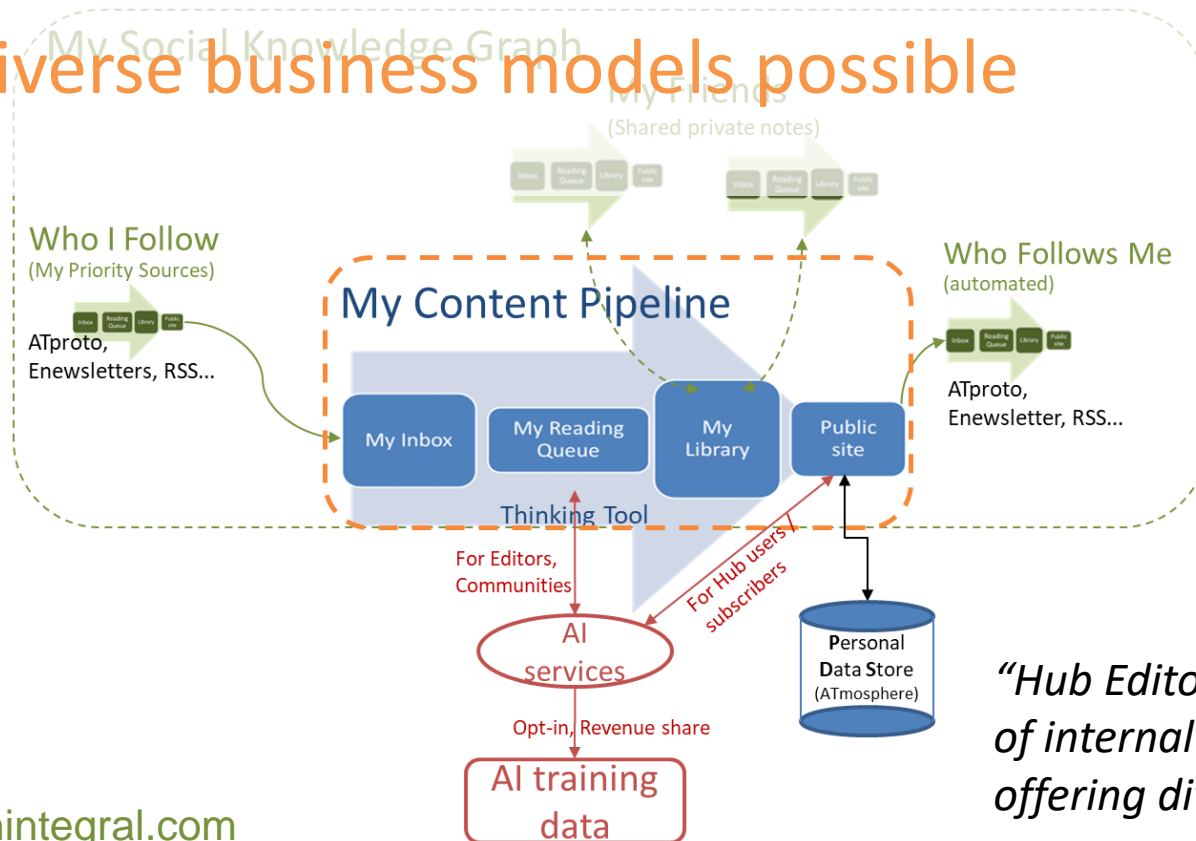 My Social Knowledge Graph
iverse business models possible
My Friends
(Shared private notes)
Inbox
Reading
Queue
Library
Public
site
Inbox
Reading
Queue
Library
Public
site
Who I Follow
(My Priority Sources)
Inbox
Reading
Queue
Library
Public
site
ATproto,
Enewsletters, RSS...
Who Follows Me
(automated)
Inbox
Reading
Queue
Library
Public
site
ATproto,
Enewsletter, RSS...
My Content Pipeline
My Inbox
My Reading
Queue
My
Library
Public
site
Thinking Tool
For Editors,
Communities
For Hub users /
subscribers
AI
services
Opt-in, Revenue share
AI training
data
Personal
Data Store
(ATmosphere)
“Hub Edito
of internal
offering di
integral.com